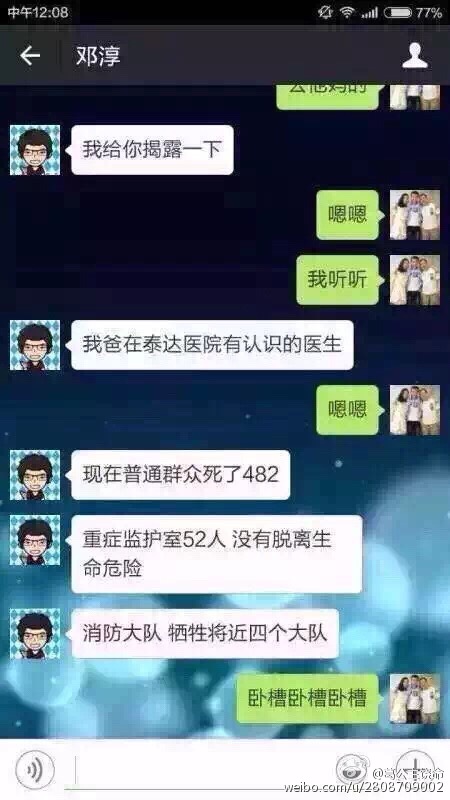 中午12:08
77%
邓淳
去他妈的
我给你揭露一下
嗯嗯
我听听
我爸在泰达医院有认识的医生
嗯嗯
现在普通群众死了482
重症监护室52人 没有脱离生
命危险
消防大队 牺牲将近四个大队
卧槽卧槽卧槽
weibo.com/u/2808709002